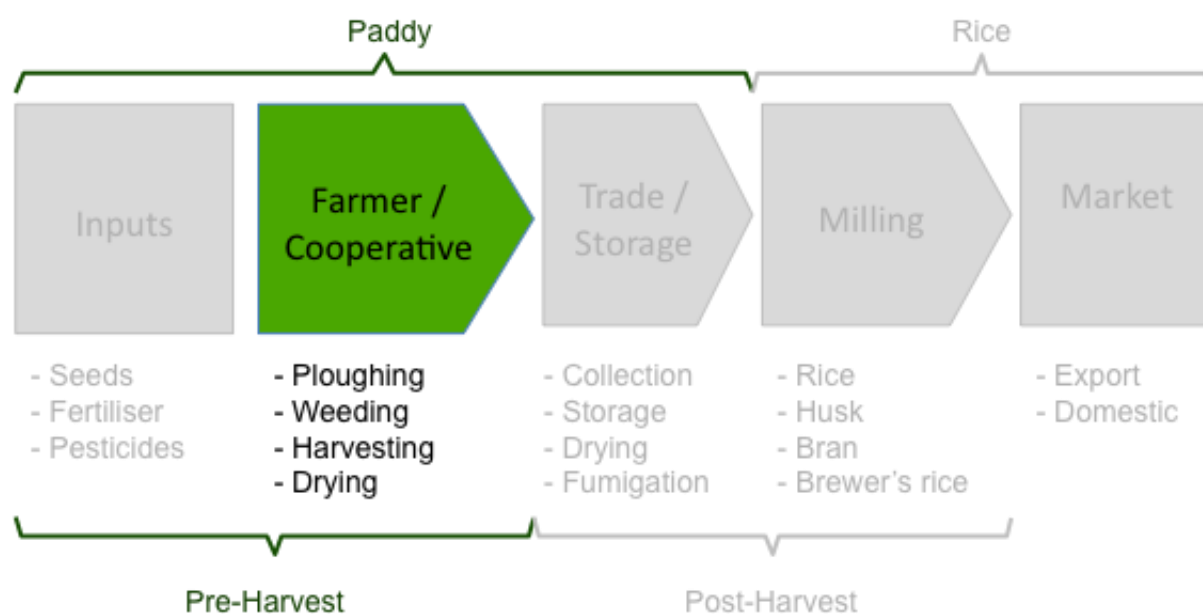 Paddy
Rice
Inputs
Farmer /
Cooperative
Trade /
Storage
Milling
Market
- Seeds
- Fertiliser
- Pesticides
- Ploughing
- Weeding
- Harvesting
- Drying
- Collection
- Storage
- Drying
- Fumigation
- Rice
- Husk
- Bran
- Brewer's rice
- Export
- Domestic
Pre-Harvest
Post-Harvest